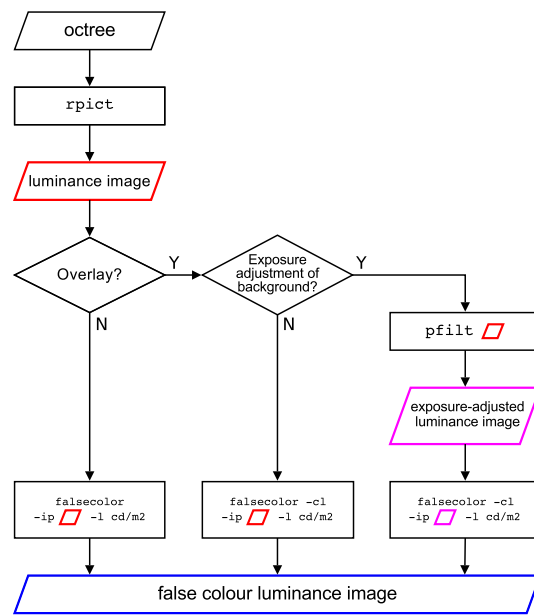 octree
rpict
luminance image
Overlay?
Y
N
Exposure
adjustment of
background?
Y
N
pfilt
exposure-adjusted
luminance image
falsecolor
-ip -l cd/m2
falsecolor -cl
-ip -l cd/m2
falsecolor -cl
-ip -l cd/m2
false colour luminance image